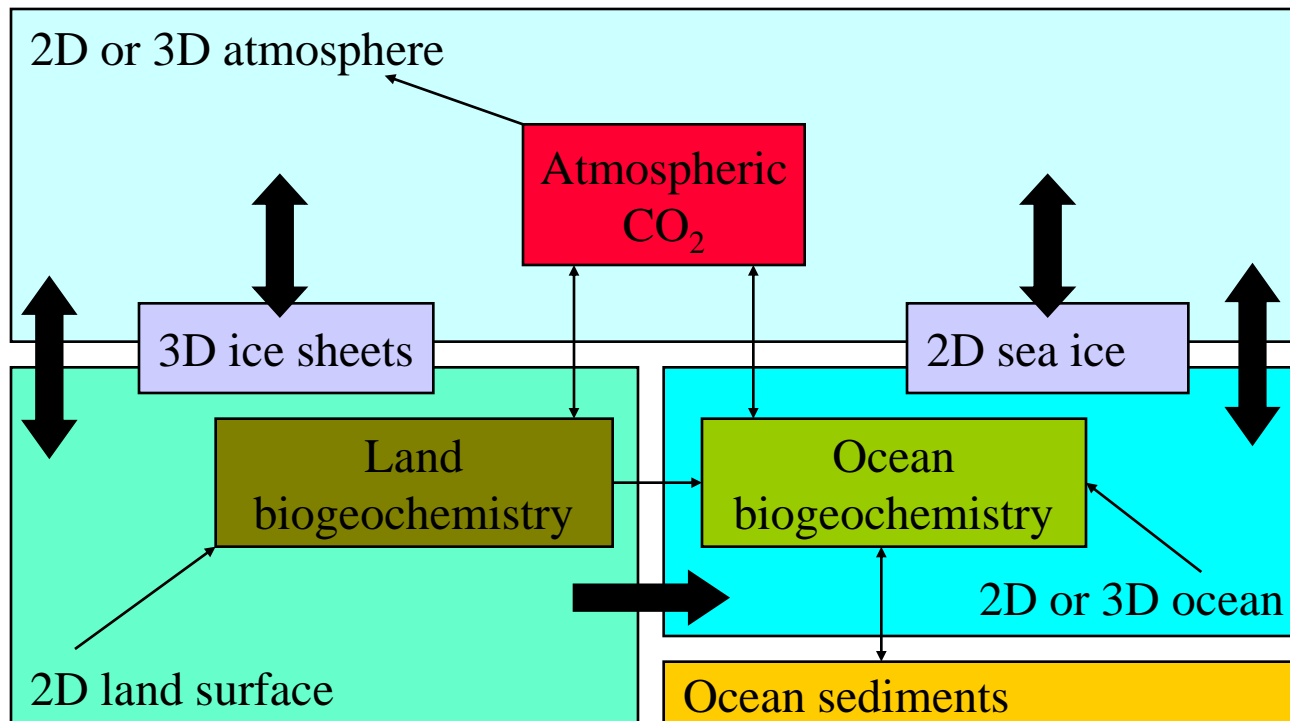 2D or 3D atmosphere
Atmospheric
CO₂
3D ice sheets
2D sea ice
Land
biogeochemistry
Ocean
biogeochemistry
2D or 3D ocean
2D land surface
Ocean sediments